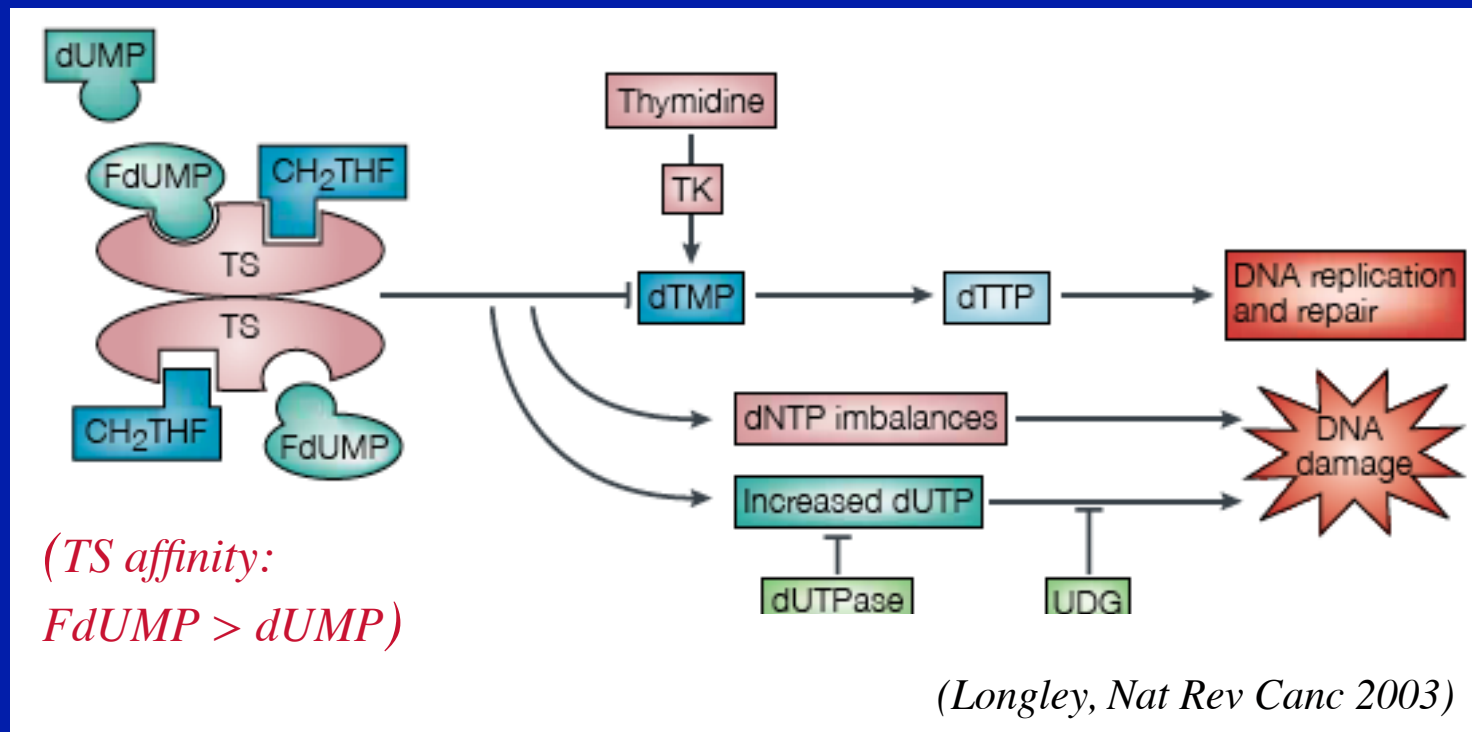 dUMP
FdUMP
CH₂THF
TS
TS
CH₂THF
FdUMP
Thymidine
TK
dTMP
dTTP
DNA replication
and repair
dNTP imbalances
DNA
damage
Increased dUTP
dUTPase
UDG
(TS affinity:
FdUMP > dUMP)
(Longley, Nat Rev Canc 2003)